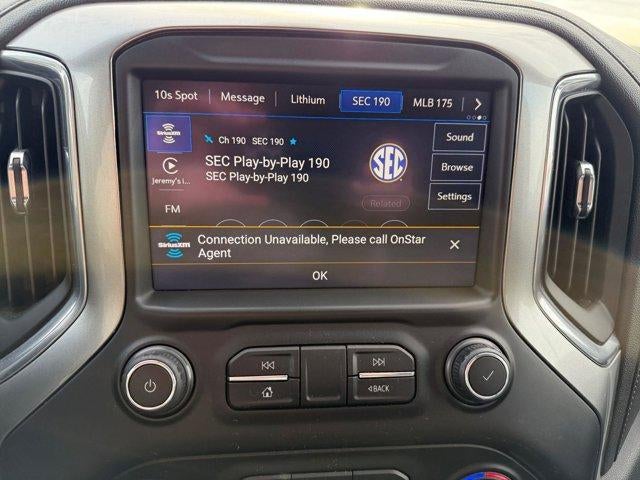 10s Spot
Message
Lithium
SEC 190
MLB 175
SiriusXM
Ch 190 SEC 190
SEC Play-by-Play 190
SEC Play-by-Play 190
SEC
Sound
Browse
Settings
Jeremy's i...
FM
Related
SiriusXM
Connection Unavailable, Please call OnStar
Agent
OK
BACK